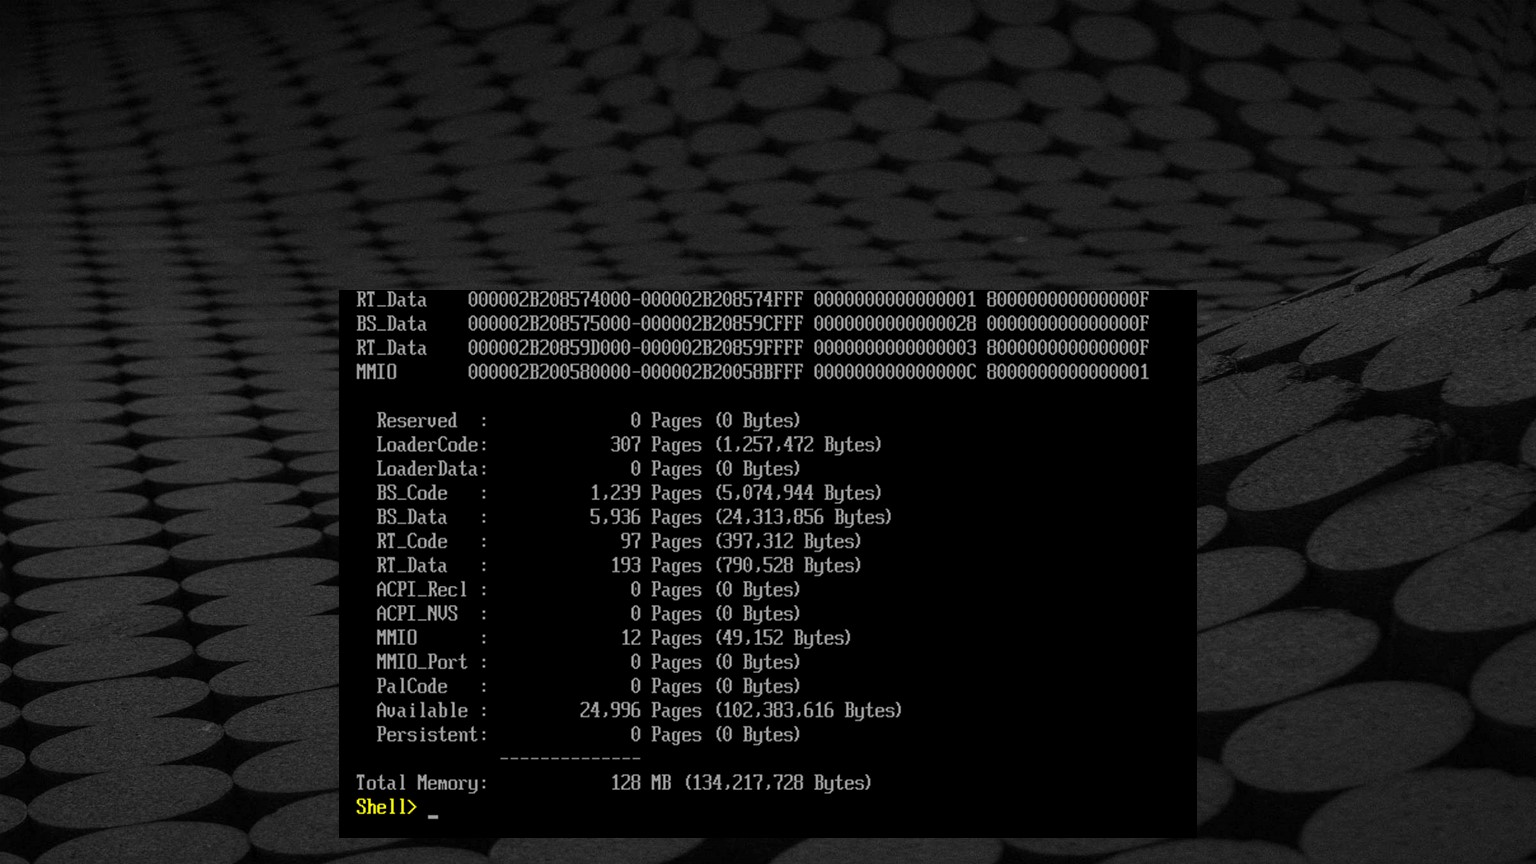 RT_Data 000002B208574000-000002B208574FFF 0000000000000001 800000000000000F
BS_Data 000002B208575000-000002B20859CFFF 0000000000000028 800000000000000F
RT_Data 000002B20859D000-000002B20859FFFF 0000000000000003 800000000000000F
MMIO 000002B200580000-000002B20058BFFF 000000000000000C 8000000000000001
Reserved : 0 Pages (0 Bytes)
LoaderCode: 307 Pages (1,257,472 Bytes)
LoaderData: 0 Pages (0 Bytes)
BS_Code : 1,239 Pages (5,074,944 Bytes)
BS_Data : 5,936 Pages (24,313,856 Bytes)
RT_Code : 97 Pages (397,312 Bytes)
RT_Data : 193 Pages (790,528 Bytes)
ACPI_Recl : 0 Pages (0 Bytes)
ACPI_NVS : 0 Pages (0 Bytes)
MMIO : 12 Pages (49,152 Bytes)
MMIO_Port : 0 Pages (0 Bytes)
PalCode : 0 Pages (0 Bytes)
Available : 24,996 Pages (102,383,616 Bytes)
Persistent: 0 Pages (0 Bytes)
--------------
Total Memory: 128 MB (134,217,728 Bytes)
Shell> _